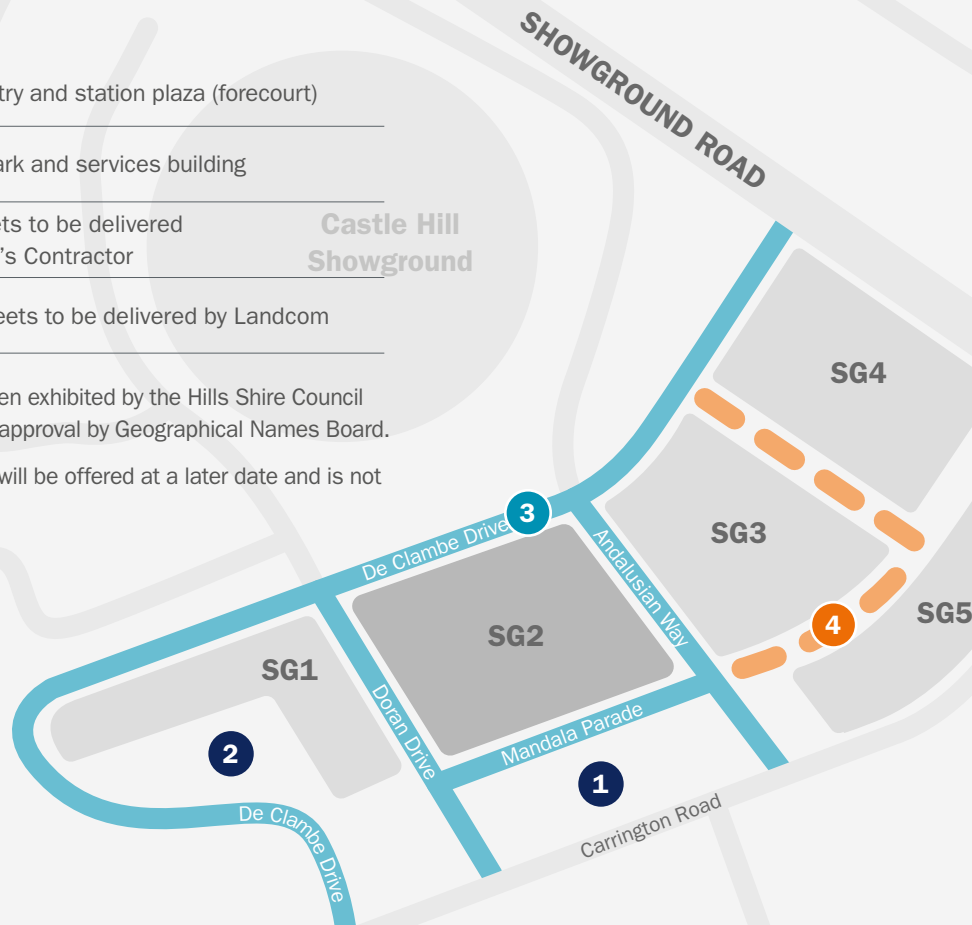 SHOWGROUND ROAD
try and station plaza (forecourt)
ark and services building
ts to be delivered
's Contractor
eets to be delivered by Landcom
en exhibited by the Hills Shire Council
approval by Geographical Names Board.
will be offered at a later date and is not
Castle Hill
Showground
SG4
SG3
SG5
SG2
SG1
3
4
2
1
De Clambe Drive
Andalusian Way
Doran Drive
Mandala Parade
De Clambe Drive
Carrington Road